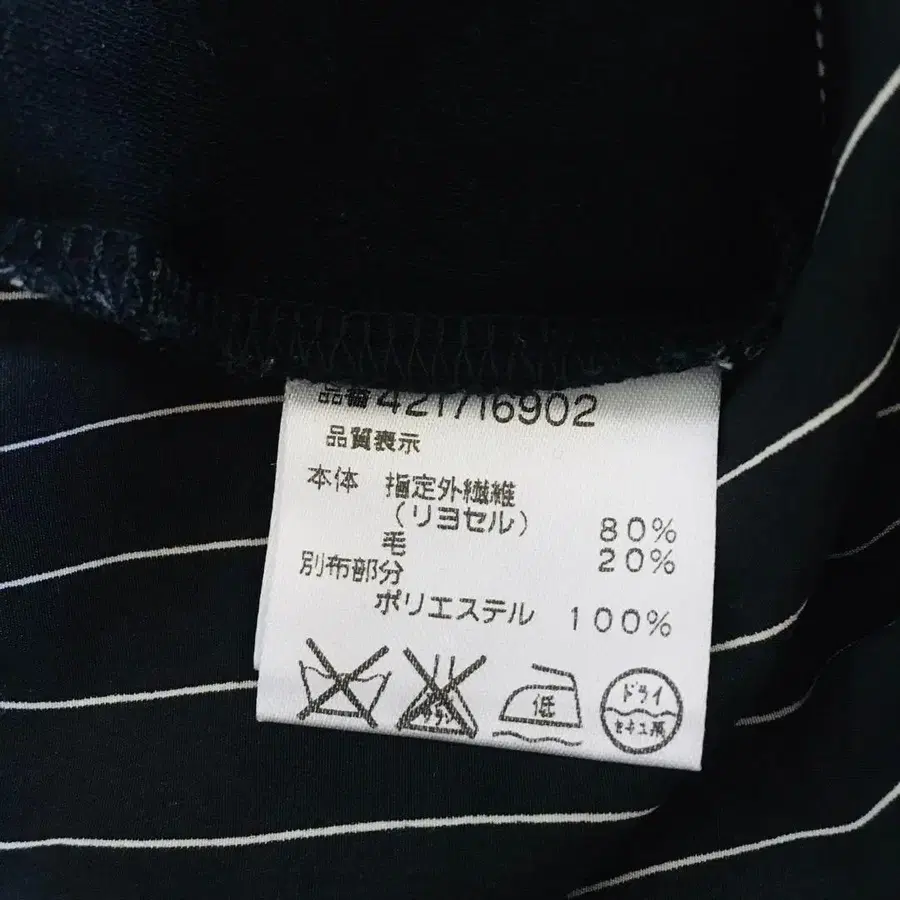 品番 421716902
品質表示
本体 指定外繊維
（リヨセル） 80%
毛 20%
別布部分
ポリエステル 100%
低
ドライ
セキユ系